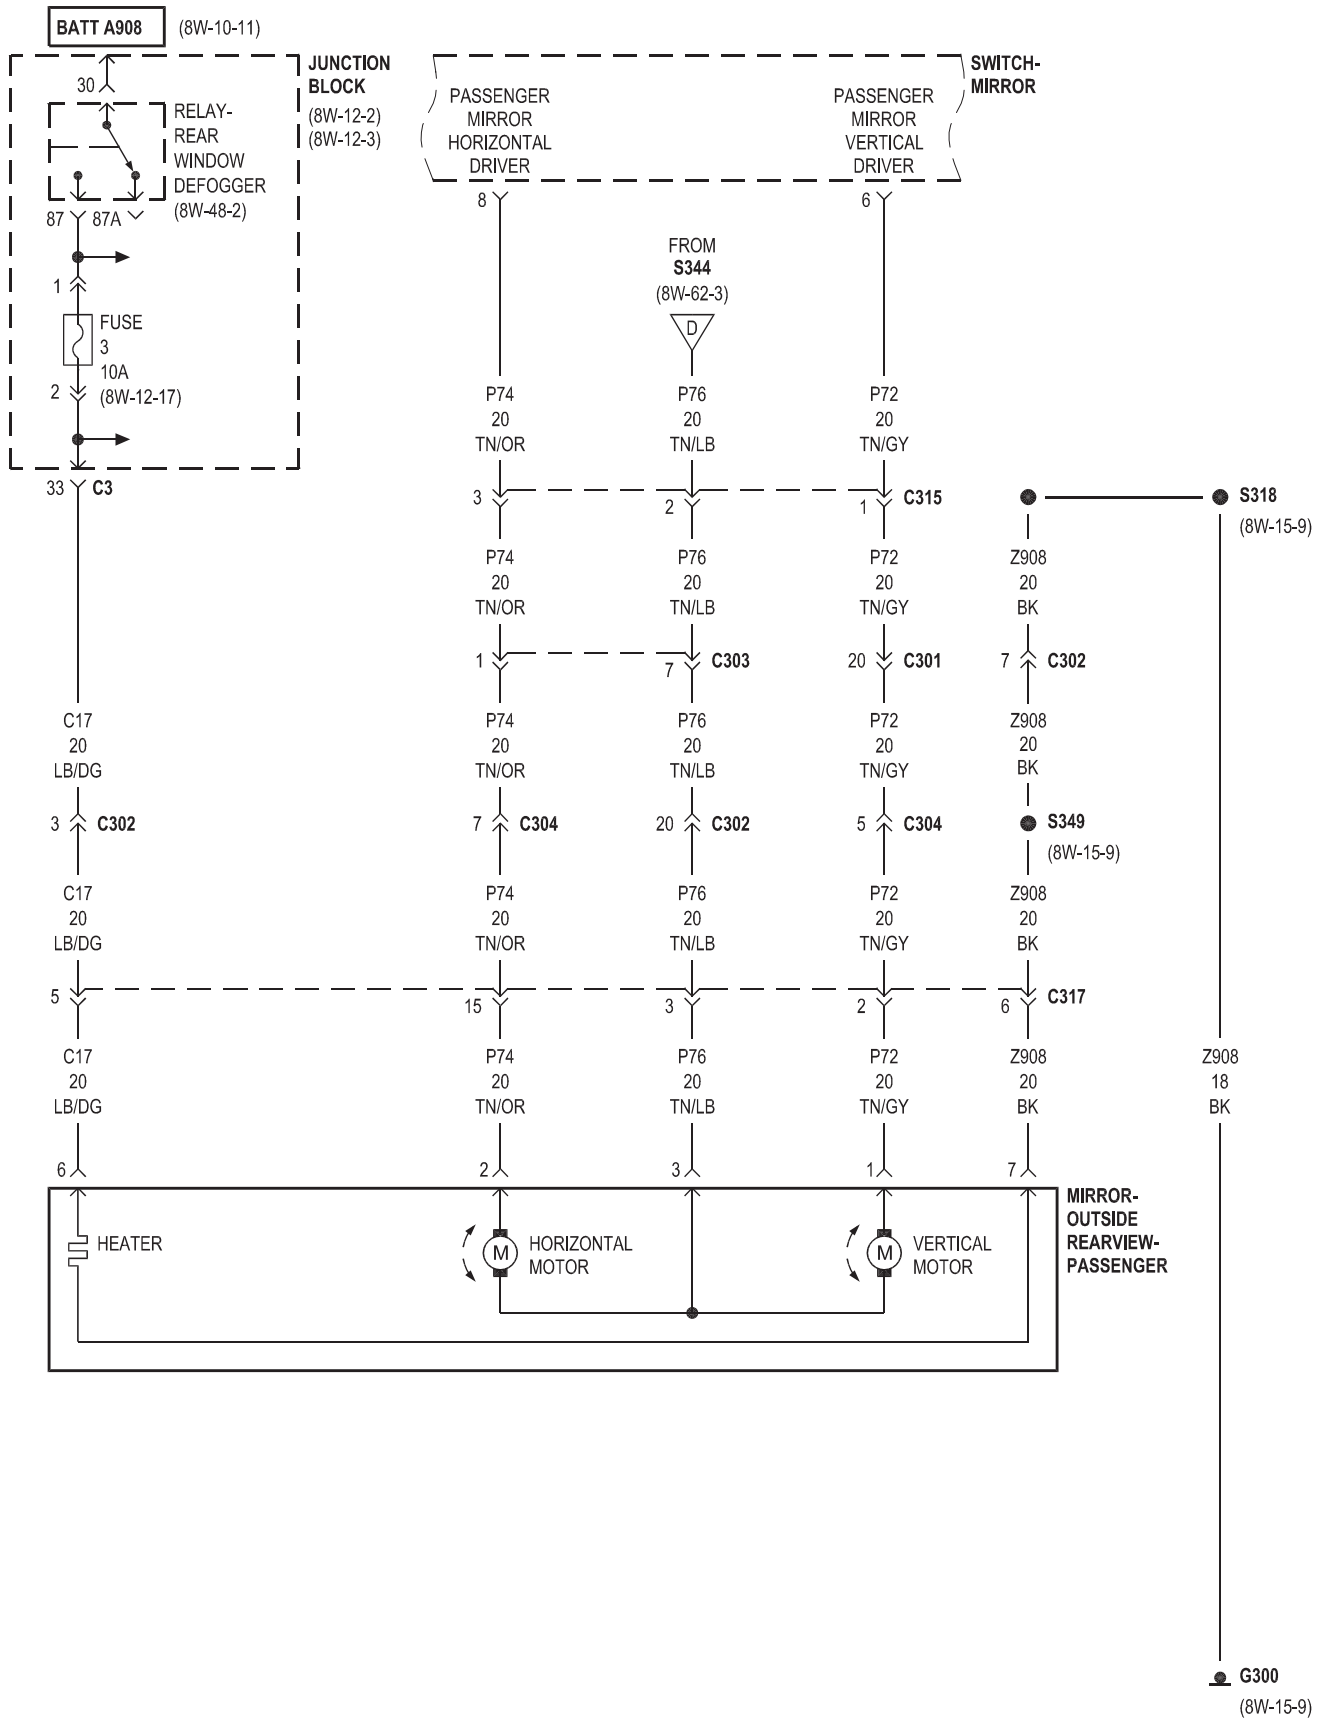 BATT A908 (8W-10-11)
JUNCTION
BLOCK
(8W-12-2)
(8W-12-3)
30
RELAY-
REAR
WINDOW
DEFOGGER
(8W-48-2)
87 87A
1
FUSE
3
10A
(8W-12-17)
2
33 C3
SWITCH-
MIRROR
PASSENGER
MIRROR
HORIZONTAL
DRIVER
PASSENGER
MIRROR
VERTICAL
DRIVER
8 6
FROM
S344
(8W-62-3)
D
P74 P76 P72
20 20 20
TN/OR TN/LB TN/GY
3 2 1 C315 S318
(8W-15-9)
P74 P76 P72 Z908
20 20 20 20
TN/OR TN/LB TN/GY BK
1 7 C303 20 C301 7 C302
C17 P74 P76 P72 Z908
20 20 20 20 20
LB/DG TN/OR TN/LB TN/GY BK
3 C302 7 C304 20 C302 5 C304 S349
(8W-15-9)
C17 P74 P76 P72 Z908
20 20 20 20 20
LB/DG TN/OR TN/LB TN/GY BK
5 15 3 2 6 C317
C17 P74 P76 P72 Z908 Z908
20 20 20 20 20 18
LB/DG TN/OR TN/LB TN/GY BK BK
6 2 3 1 7
MIRROR-
OUTSIDE
REARVIEW-
PASSENGER
HEATER
M HORIZONTAL
MOTOR
M VERTICAL
MOTOR
G300
(8W-15-9)